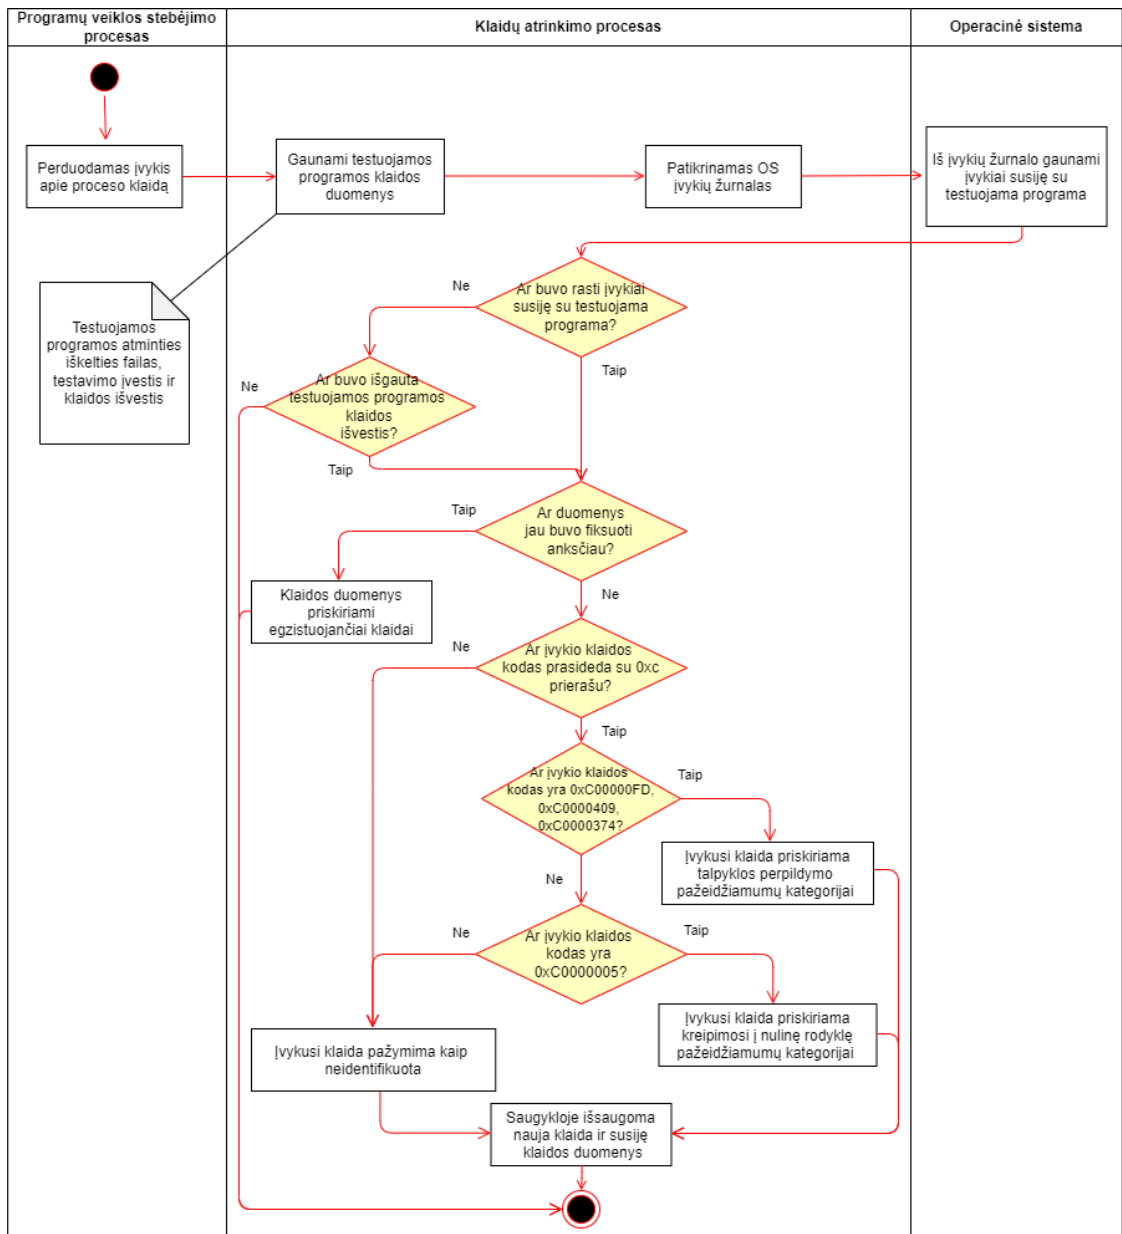 Programų veiklos stebėjimo
procesas
Klaidų atrinkimo procesas
Operacinė sistema
Perduodamas įvykis
apie proceso klaidą
Gaunami testuojamos
programos klaidos
duomenys
Patikrinamas OS
įvykių žurnalas
Iš įvykių žurnalo gaunami
įvykiai susiję su
testuojama programa
Testuojamos
programos atminties
iškelties failas,
testavimo įvestis ir
klaidos išvestis
Ar buvo rasti įvykiai
susiję su testuojama
programa?
Ne
Taip
Ar buvo išgauta
testuojamos programos
klaidos
išvestis?
Ne
Taip
Ar duomenys
jau buvo fiksuoti
anksčiau?
Taip
Ne
Klaidos duomenys
priskiriami
egzistuojančiai klaidai
Ar įvykio klaidos
kodas prasideda su 0xc
prierašu?
Ne
Taip
Ar įvykio klaidos
kodas yra 0xC00000FD,
0xC0000409,
0xC0000374?
Taip
Ne
Įvykusi klaida priskiriama
talpyklos perpildymo
pažeidžiamumų kategorijai
Ar įvykio klaidos
kodas yra
0xC0000005?
Ne
Taip
Įvykusi klaida priskiriama
kreipimosi į nulinę rodyklę
pažeidžiamumų kategorijai
Įvykusi klaida pažymima kaip
neidentifikuota
Saugykloje išsaugoma
nauja klaida ir susiję
klaidos duomenys